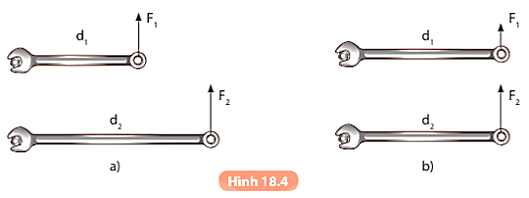 d₁ F₁
d₂ F₂
a)
d₁ F₁
d₂ F₂
b)
Hình 18.4